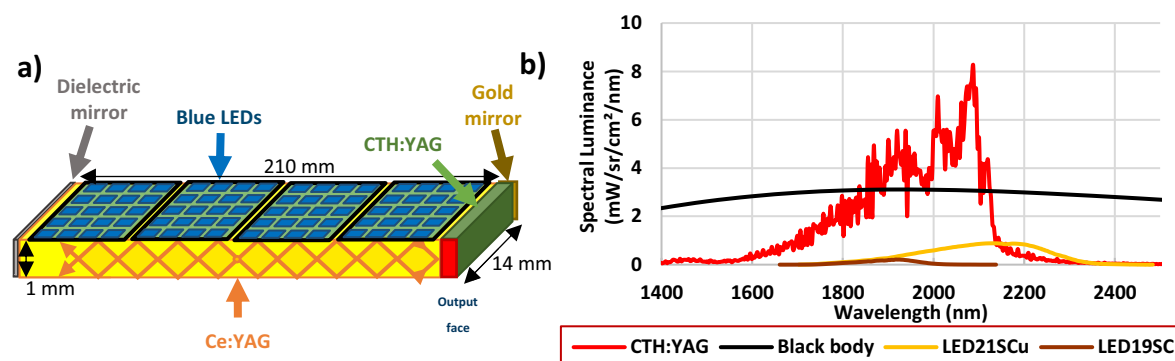 a)
Dielectric
mirror
Blue LEDs
Gold
mirror
CTH:YAG
210 mm
14 mm
1 mm
Output
face
Ce:YAG
b)
Spectral Luminance
(mW/sr/cm²/nm)
10
8
6
4
2
0
1400 1600 1800 2000 2200 2400
Wavelength (nm)
CTH:YAG Black body LED21SCu LED19SC